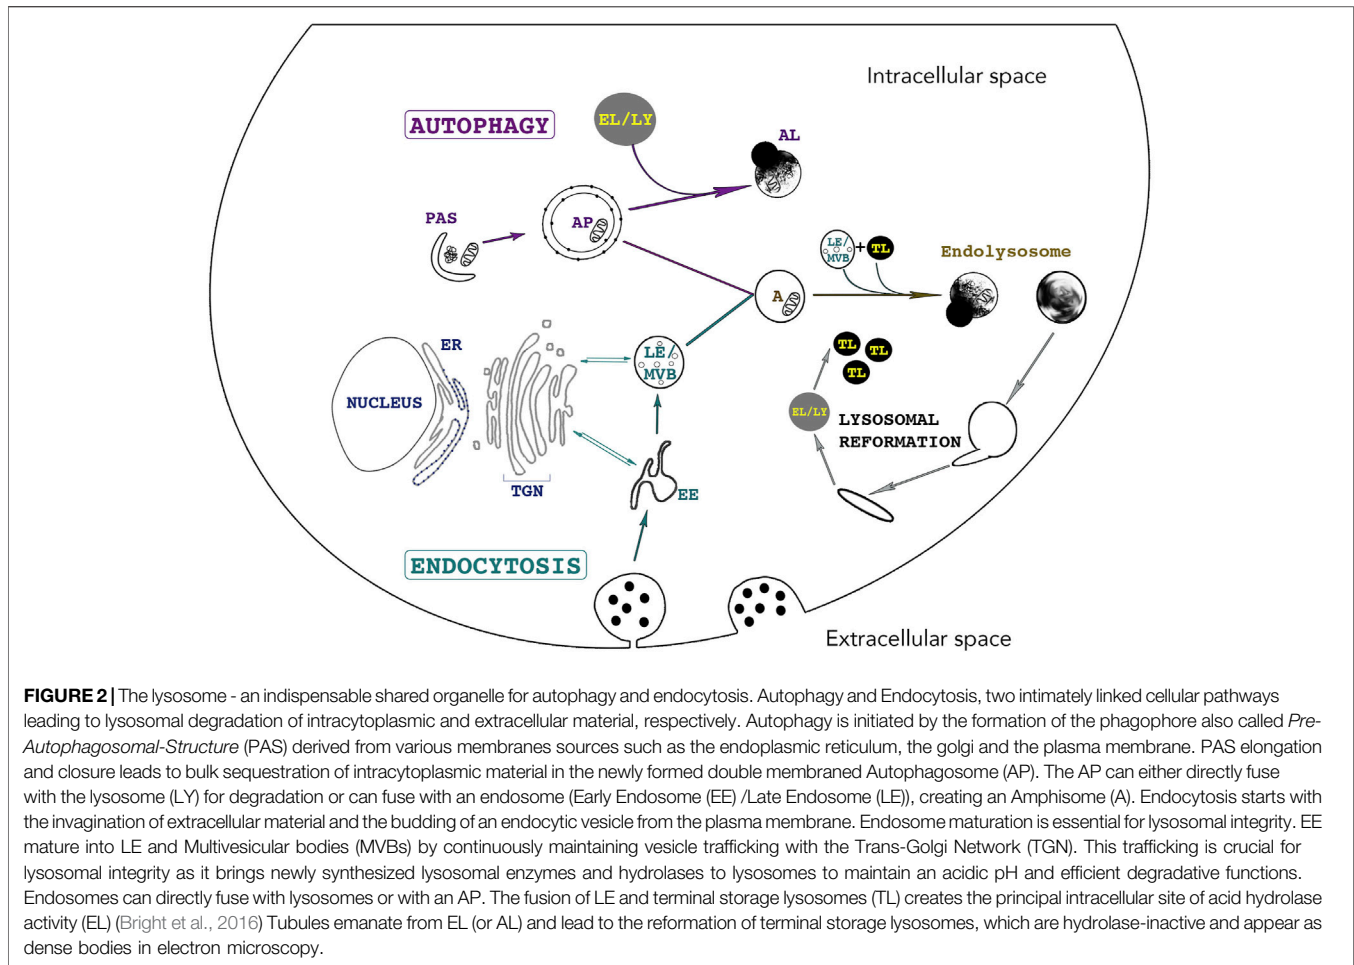 Intracellular space
AUTOPHAGY
EL/LY
AL
PAS
AP
LE/
MVB
+
TL
Endolysosome
A
ER
LE/
MVB
TL
TL
TL
NUCLEUS
EL/LY
LYSOSOMAL
REFORMATION
TGN
EE
ENDOCYTOSIS
Extracellular space
FIGURE 2 | The lysosome - an indispensable shared organelle for autophagy and endocytosis. Autophagy and Endocytosis, two intimately linked cellular pathways
leading to lysosomal degradation of intracytoplasmic and extracellular material, respectively. Autophagy is initiated by the formation of the phagophore also called Pre-
Autophagosomal-Structure (PAS) derived from various membranes sources such as the endoplasmic reticulum, the golgi and the plasma membrane. PAS elongation
and closure leads to bulk sequestration of intracytoplasmic material in the newly formed double membraned Autophagosome (AP). The AP can either directly fuse
with the lysosome (LY) for degradation or can fuse with an endosome (Early Endosome (EE) /Late Endosome (LE)), creating an Amphisome (A). Endocytosis starts with
the invagination of extracellular material and the budding of an endocytic vesicle from the plasma membrane. Endosome maturation is essential for lysosomal integrity. EE
mature into LE and Multivesicular bodies (MVBs) by continuously maintaining vesicle trafficking with the Trans-Golgi Network (TGN). This trafficking is crucial for
lysosomal integrity as it brings newly synthesized lysosomal enzymes and hydrolases to lysosomes to maintain an acidic pH and efficient degradative functions.
Endosomes can directly fuse with lysosomes or with an AP. The fusion of LE and terminal storage lysosomes (TL) creates the principal intracellular site of acid hydrolase
activity (EL) (Bright et al., 2016) Tubules emanate from EL (or AL) and lead to the reformation of terminal storage lysosomes, which are hydrolase-inactive and appear as
dense bodies in electron microscopy.